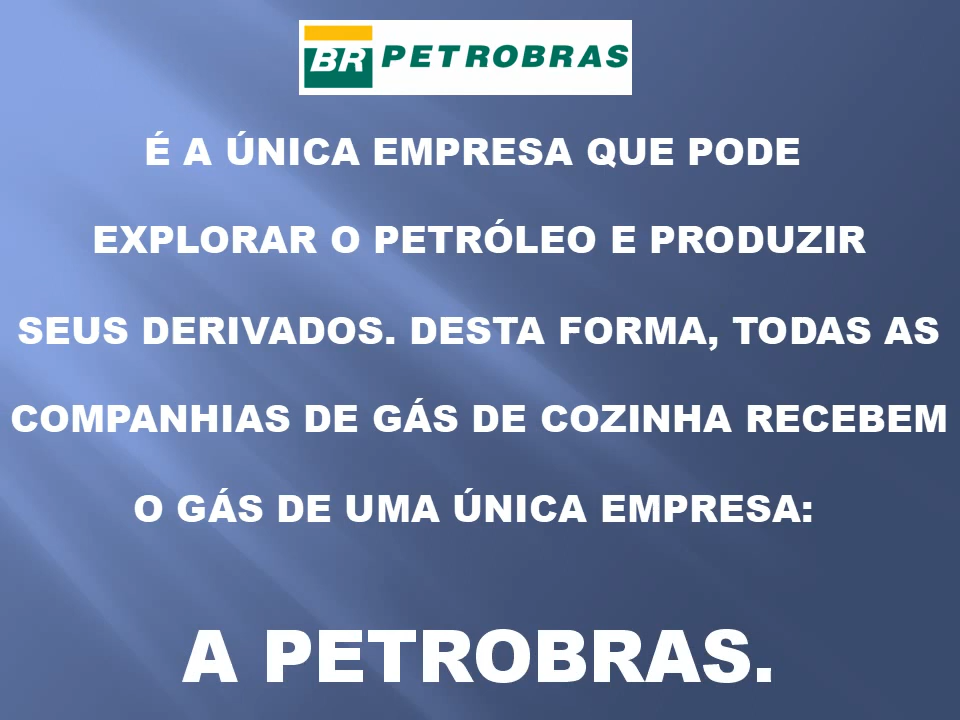 BR PETROBRAS
É A ÚNICA EMPRESA QUE PODE
EXPLORAR O PETRÓLEO E PRODUZIR
SEUS DERIVADOS. DESTA FORMA, TODAS AS
COMPANHIAS DE GÁS DE COZINHA RECEBEM
O GÁS DE UMA ÚNICA EMPRESA:
A PETROBRAS.